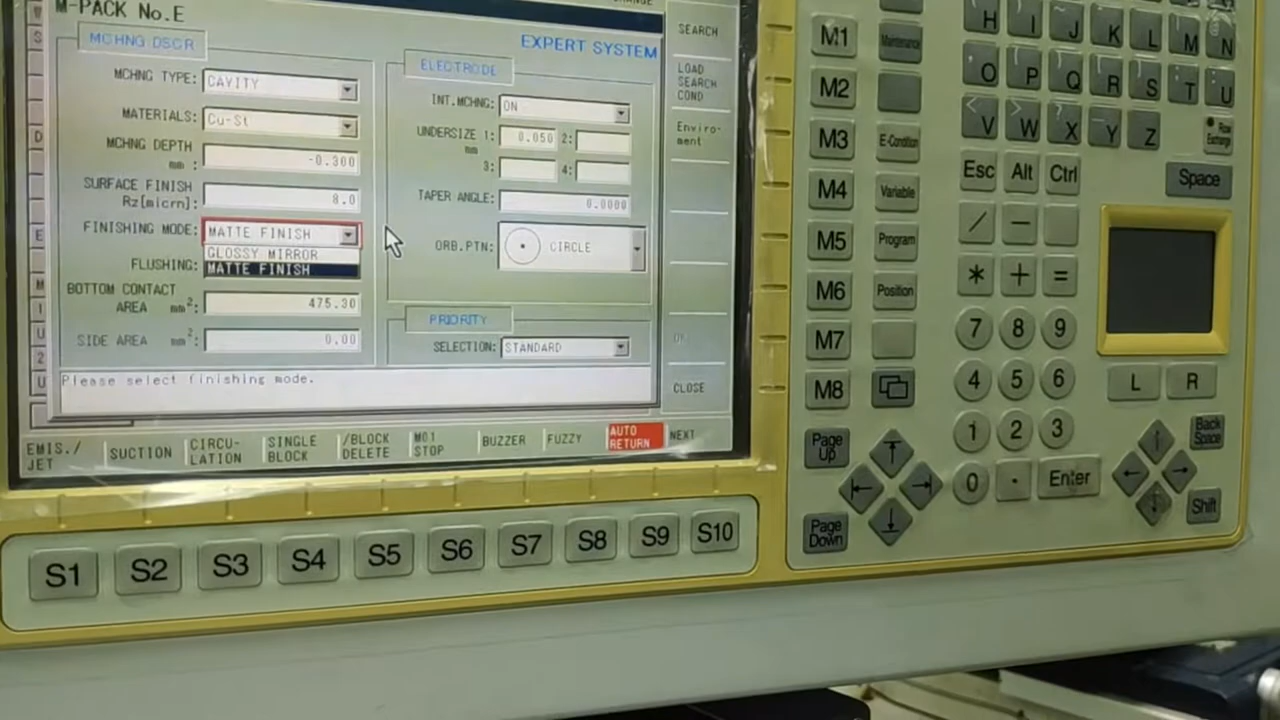 M-PACK No.E
MCHNG DSCR
EXPERT SYSTEM
MCHNG TYPE: CAVITY
MATERIALS: Cu-St
MCHNG DEPTH
mm : -0.300
SURFACE FINISH
Rz[micrn]: 8.0
FINISHING MODE: MATTE FINISH
GLOSSY MIRROR
MATTE FINISH
FLUSHING:
BOTTOM CONTACT
AREA mm²: 475.30
SIDE AREA mm²: 0.00
ELECTRODE
INT.MCHNG: ON
UNDERSIZE 1: 0.050 2:
mm
3: 4:
TAPER ANGLE: 0.0000
ORB.PTN: CIRCLE
PRIORITY
SELECTION: STANDARD
Please select finishing mode.
SEARCH
LOAD
SEARCH
COND
Enviro-
ment
OK
CLOSE
EMIS./
JET
SUCTION
CIRCU-
LATION
SINGLE
BLOCK
/BLOCK
DELETE
M01
STOP
BUZZER
FUZZY
AUTO
RETURN
NEXT
S1 S2 S3 S4 S5 S6 S7 S8 S9 S10
M1 Maintenance
M2
M3 E-Condition
M4 Variable
M5 Program
M6 Position
M7
M8
Page
Up
Page
Down
H I J K L M N
O P Q R S T U
V W X Y Z
Row
Exchange
Esc Alt Ctrl
Space
/ −
* + =
7 8 9
4 5 6
1 2 3
0 . Enter
L R
Back
Space
Shift